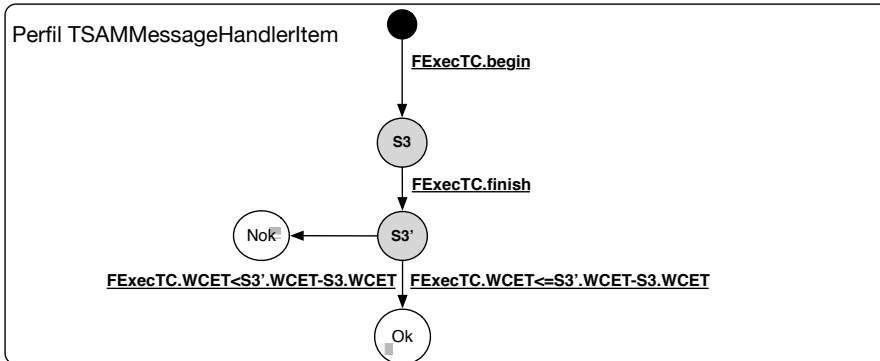 Perfil TSAMMessageHandlerItem
FExecTC.begin
S3
FExecTC.finish
Nok
S3'
FExecTC.WCET<S3'.WCET-S3.WCET
FExecTC.WCET<=S3'.WCET-S3.WCET
Ok